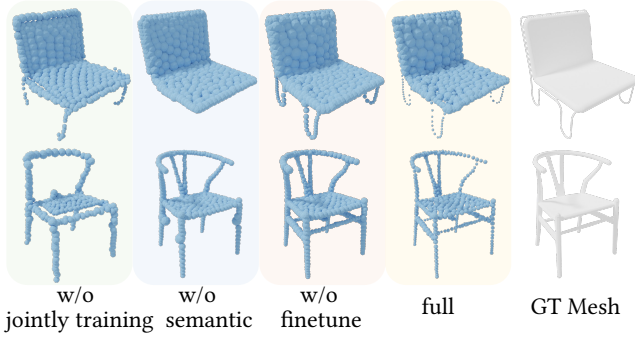 w/o
jointly training
w/o
semantic
w/o
finetune
full
GT Mesh